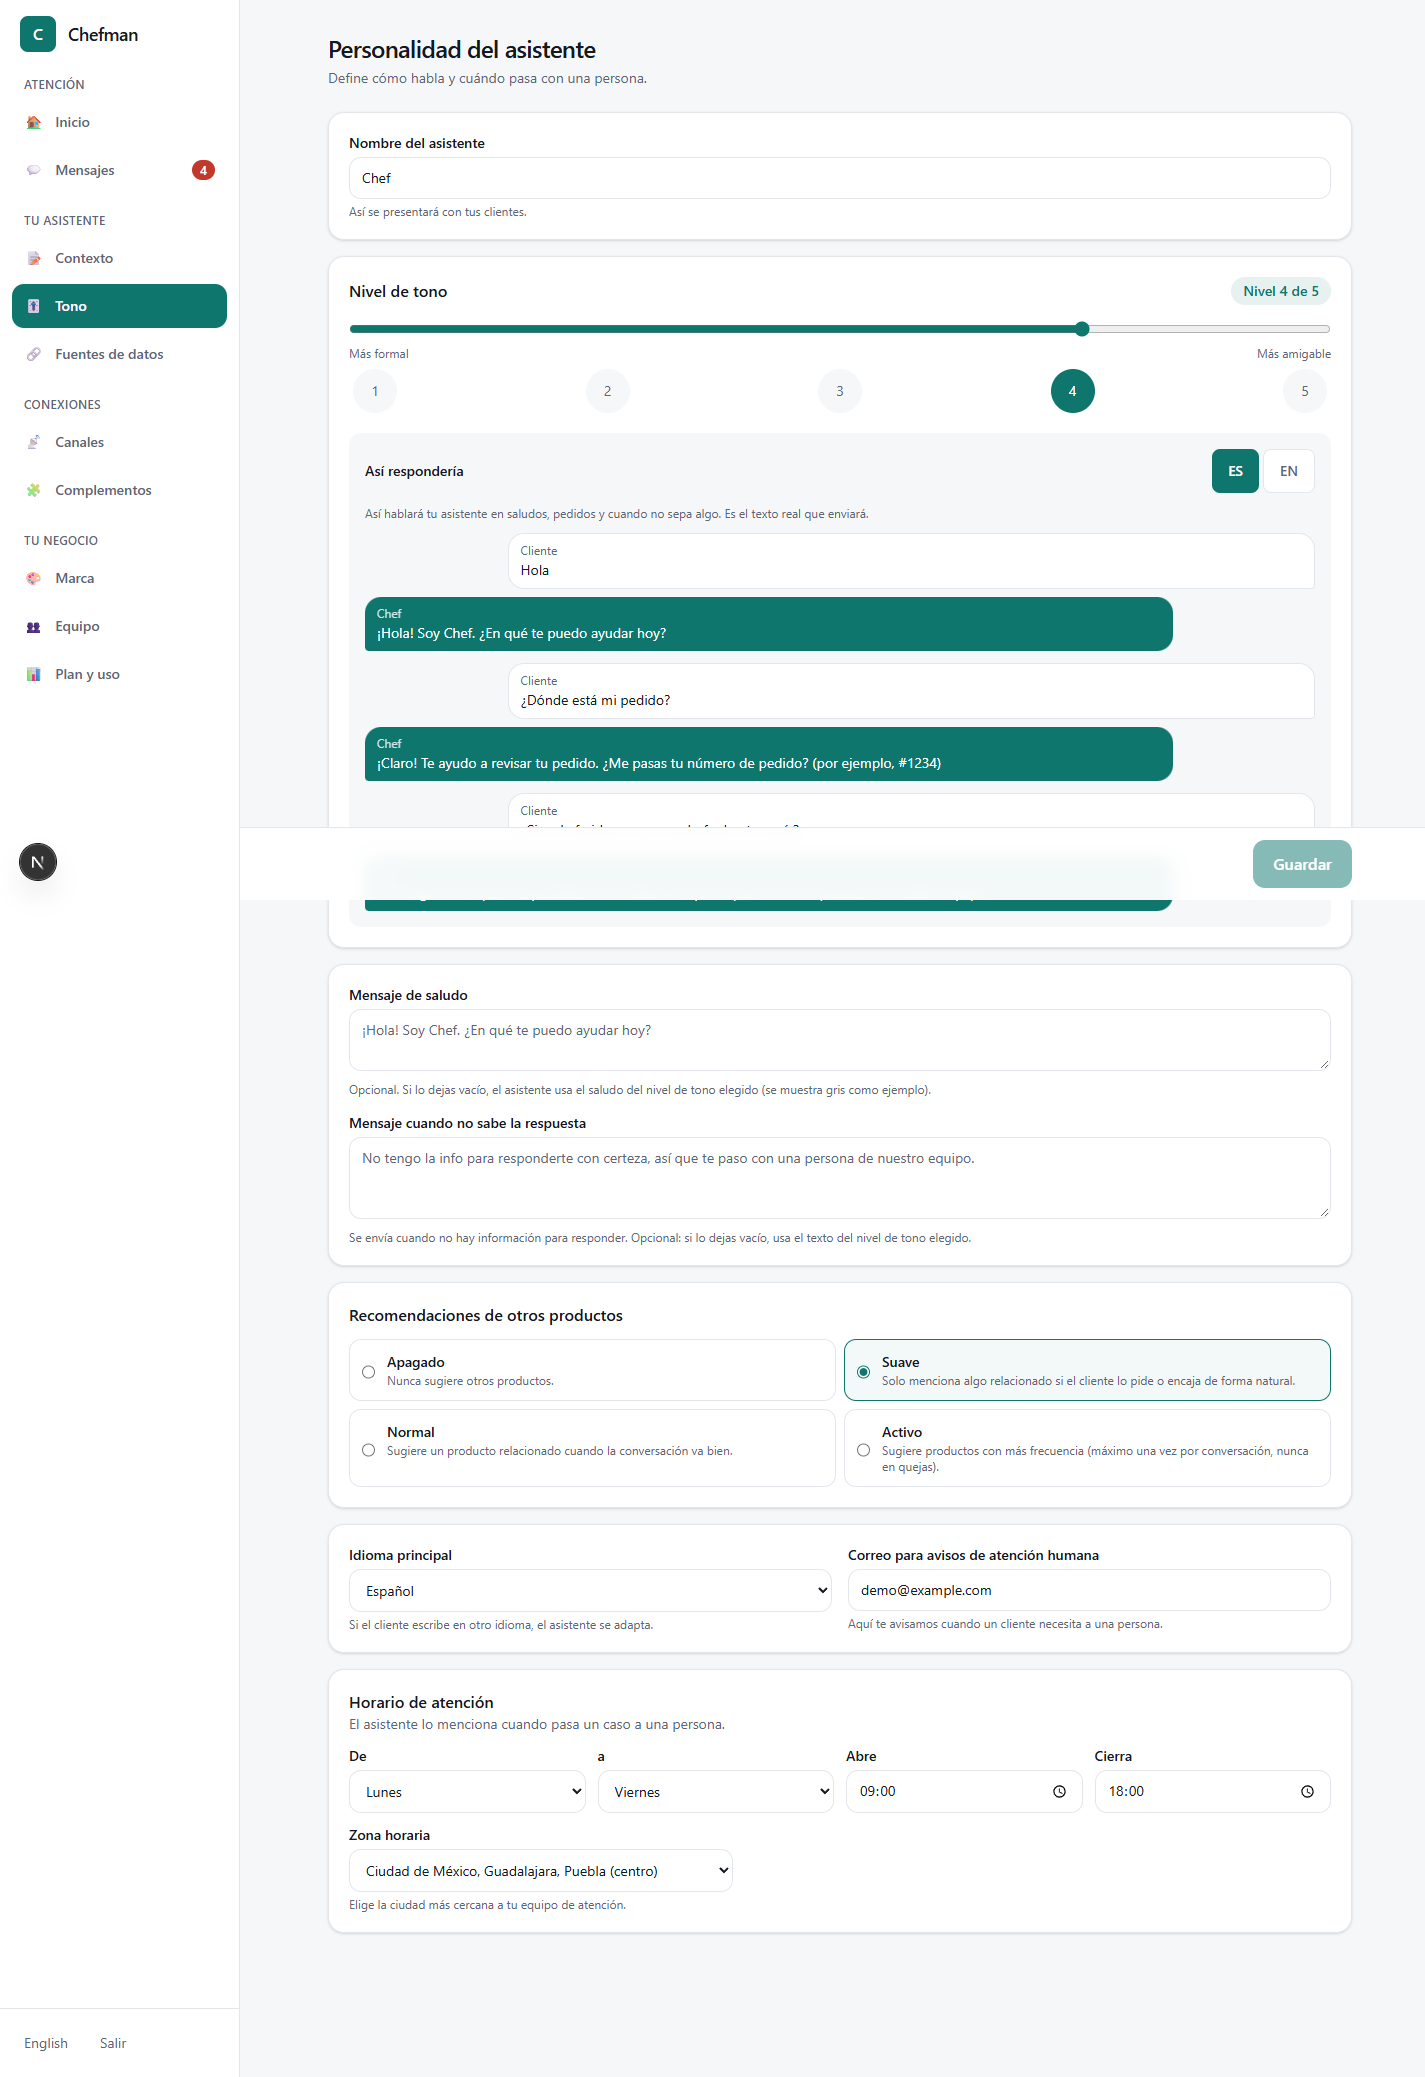 C Chefman
ATENCIÓN
Inicio
Mensajes 4
TU ASISTENTE
Contexto
Tono
Fuentes de datos
CONEXIONES
Canales
Complementos
TU NEGOCIO
Marca
Equipo
Plan y uso
N
English Salir
Personalidad del asistente
Define cómo habla y cuándo pasa con una persona.
Nombre del asistente
Chef
Así se presentará con tus clientes.
Nivel de tono Nivel 4 de 5
Más formal Más amigable
1 2 3 4 5
Así respondería ES EN
Así hablará tu asistente en saludos, pedidos y cuando no sepa algo. Es el texto real que enviará.
Cliente
Hola
Chef
¡Hola! Soy Chef. ¿En qué te puedo ayudar hoy?
Cliente
¿Dónde está mi pedido?
Chef
¡Claro! Te ayudo a revisar tu pedido. ¿Me pasas tu número de pedido? (por ejemplo, #1234)
Cliente
Guardar
Mensaje de saludo
¡Hola! Soy Chef. ¿En qué te puedo ayudar hoy?
Opcional. Si lo dejas vacío, el asistente usa el saludo del nivel de tono elegido (se muestra gris como ejemplo).
Mensaje cuando no sabe la respuesta
No tengo la info para responderte con certeza, así que te paso con una persona de nuestro equipo.
Se envía cuando no hay información para responder. Opcional: si lo dejas vacío, usa el texto del nivel de tono elegido.
Recomendaciones de otros productos
Apagado
Nunca sugiere otros productos.
Suave
Solo menciona algo relacionado si el cliente lo pide o encaja de forma natural.
Normal
Sugiere un producto relacionado cuando la conversación va bien.
Activo
Sugiere productos con más frecuencia (máximo una vez por conversación, nunca
en quejas).
Idioma principal
Español
Si el cliente escribe en otro idioma, el asistente se adapta.
Correo para avisos de atención humana
demo@example.com
Aquí te avisamos cuando un cliente necesita a una persona.
Horario de atención
El asistente lo menciona cuando pasa un caso a una persona.
De a Abre Cierra
Lunes Viernes 09:00 18:00
Zona horaria
Ciudad de México, Guadalajara, Puebla (centro)
Elige la ciudad más cercana a tu equipo de atención.